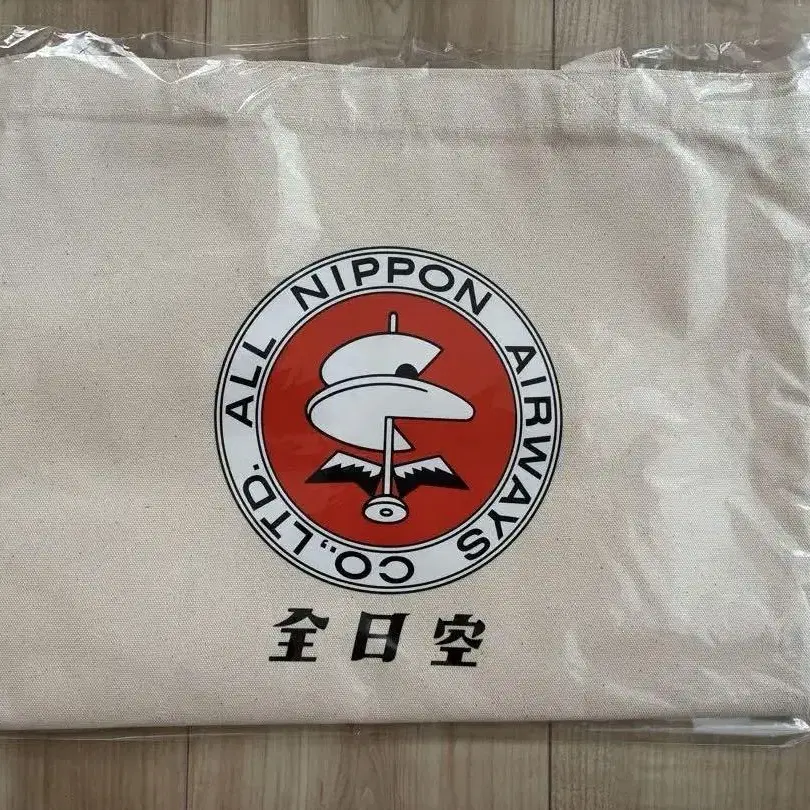 ALL NIPPON AIRWAYS CO.,LTD.
全日空